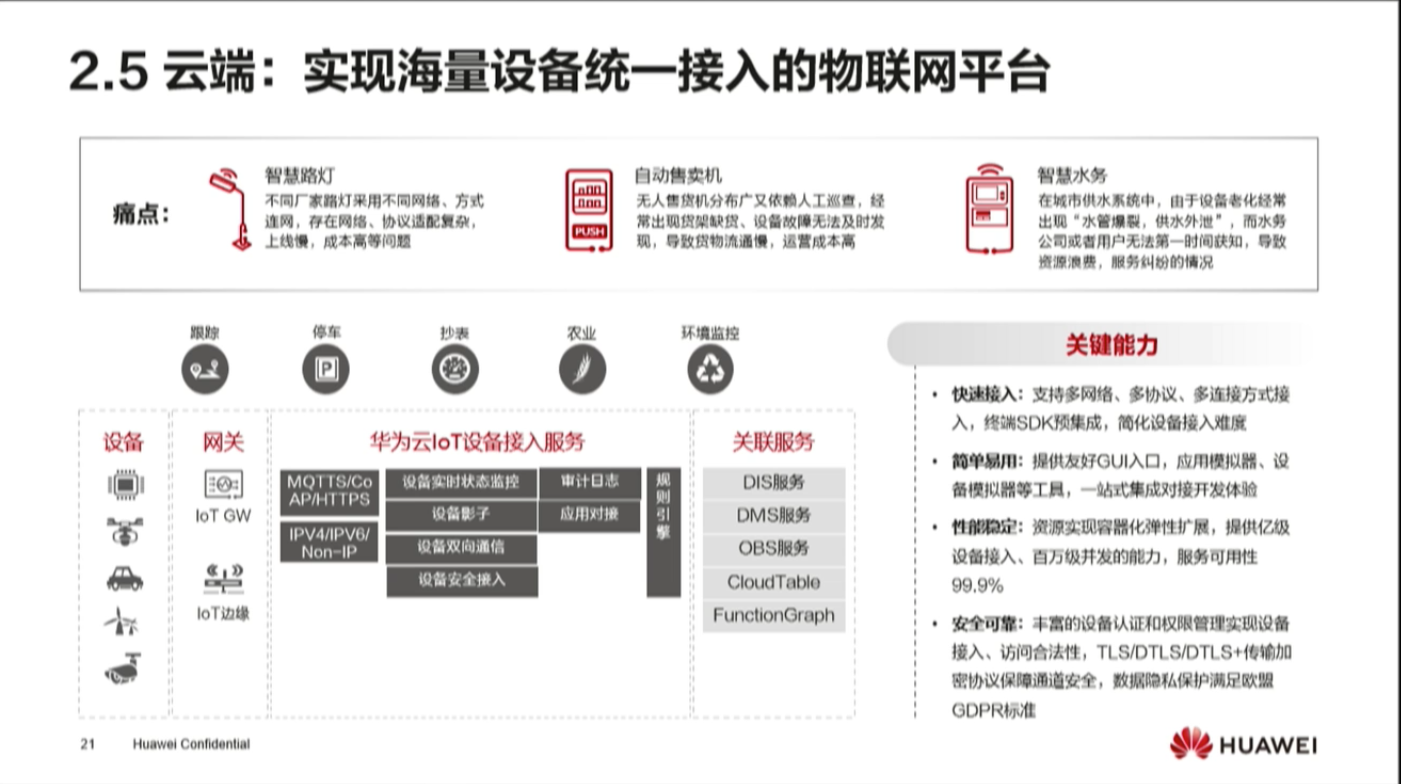 2.5 云端：实现海量设备统一接入的物联网平台
痛点：
智慧路灯
不同厂家路灯采用不同网络、方式
连网，存在网络、协议适配复杂，
上线慢，成本高等问题
PUSH
自动售卖机
无人售货机分布广又依赖人工巡查，经
常出现货架缺货、设备故障无法及时发
现，导致货物流通慢，运营成本高
智慧水务
在城市供水系统中，由于设备老化经常
出现“水管爆裂，供水外泄”，而水务
公司或者用户无法第一时间获知，导致
资源浪费，服务纠纷的情况
跟踪
停车
P
抄表
农业
环境监控
设备
网关
IoT GW
IoT边缘
华为云IoT设备接入服务
MQTTS/Co
AP/HTTPS
IPV4/IPV6/
Non-IP
设备实时状态监控
设备影子
设备双向通信
设备安全接入
审计日志
应用对接
规
则
引
擎
关联服务
DIS服务
DMS服务
OBS服务
CloudTable
FunctionGraph
关键能力
• 快速接入：支持多网络、多协议、多连接方式接
入，终端SDK预集成，简化设备接入难度
• 简单易用：提供友好GUI入口，应用模拟器、设
备模拟器等工具，一站式集成对接开发体验
• 性能稳定：资源实现容器化弹性扩展，提供亿级
设备接入、百万级并发的能力，服务可用性
99.9%
• 安全可靠：丰富的设备认证和权限管理实现设备
接入、访问合法性，TLS/DTLS/DTLS+传输加
密协议保障通道安全，数据隐私保护满足欧盟
GDPR标准
21 Huawei Confidential
HUAWEI